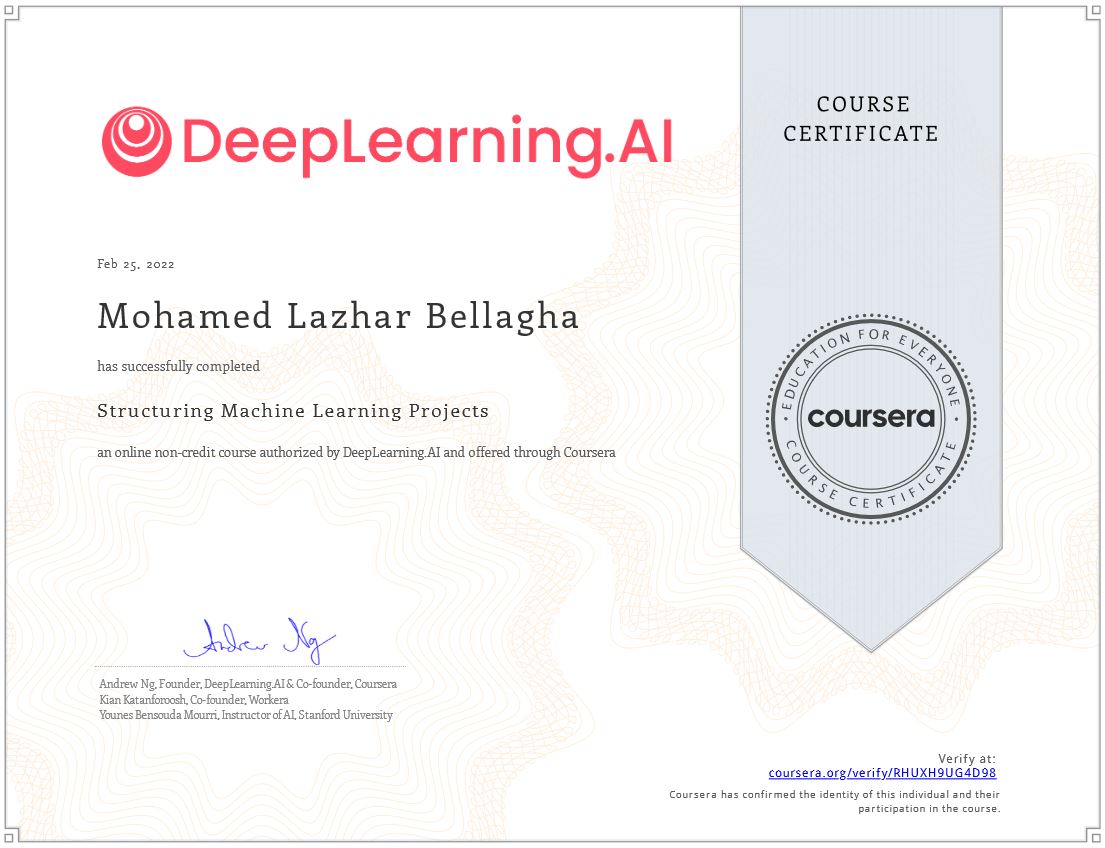 DeepLearning.AI
COURSE
CERTIFICATE
Feb 25, 2022
Mohamed Lazhar Bellagha
has successfully completed
Structuring Machine Learning Projects
an online non-credit course authorized by DeepLearning.AI and offered through Coursera
EDUCATION FOR EVERYONE
coursera
COURSE CERTIFICATE
Andrew Ng
Andrew Ng, Founder, DeepLearning.AI & Co-founder, Coursera
Kian Katanforoosh, Co-founder, Workera
Younes Bensouda Mourri, Instructor of AI, Stanford University
Verify at:
coursera.org/verify/RHUXH9UG4D98
Coursera has confirmed the identity of this individual and their
participation in the course.